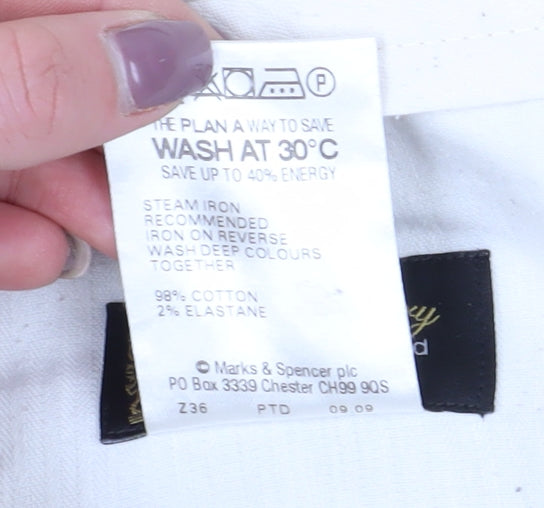 P
THE PLAN A WAY TO SAVE
WASH AT 30°C
SAVE UP TO 40% ENERGY
STEAM IRON
RECOMMENDED
IRON ON REVERSE
WASH DEEP COLOURS
TOGETHER
98% COTTON
2% ELASTANE
© Marks & Spencer plc
PO Box 3339 Chester CH99 9QS
Z36 PTD 09 09